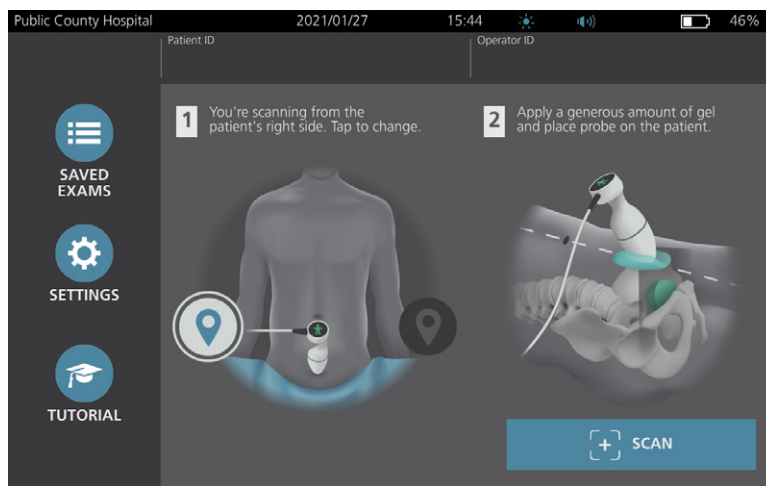 Public County Hospital 2021/01/27 15:44 46%
Patient ID
Operator ID
1 You're scanning from the
patient's right side. Tap to change.
2 Apply a generous amount of gel
and place probe on the patient.
SAVED
EXAMS
SETTINGS
TUTORIAL
SCAN